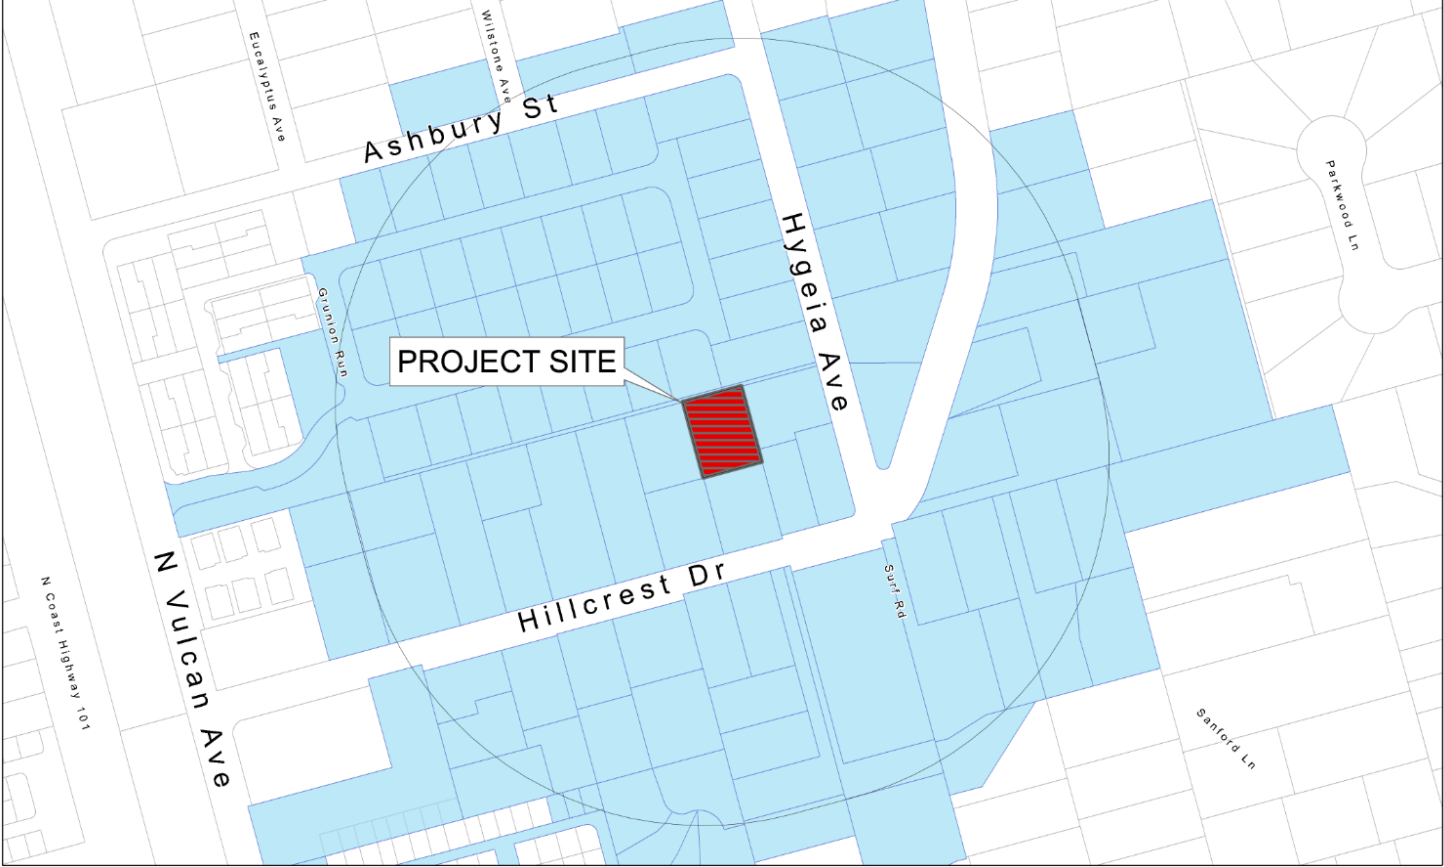 Wilstone Ave
Eucalyptus Ave
Ashbury St
Parkwood Ln
Hygeia Ave
Grunion Run
PROJECT SITE
N Vulcan Ave
Hillcrest Dr
Surf Rd
N Coast Highway 101
Sanford Ln